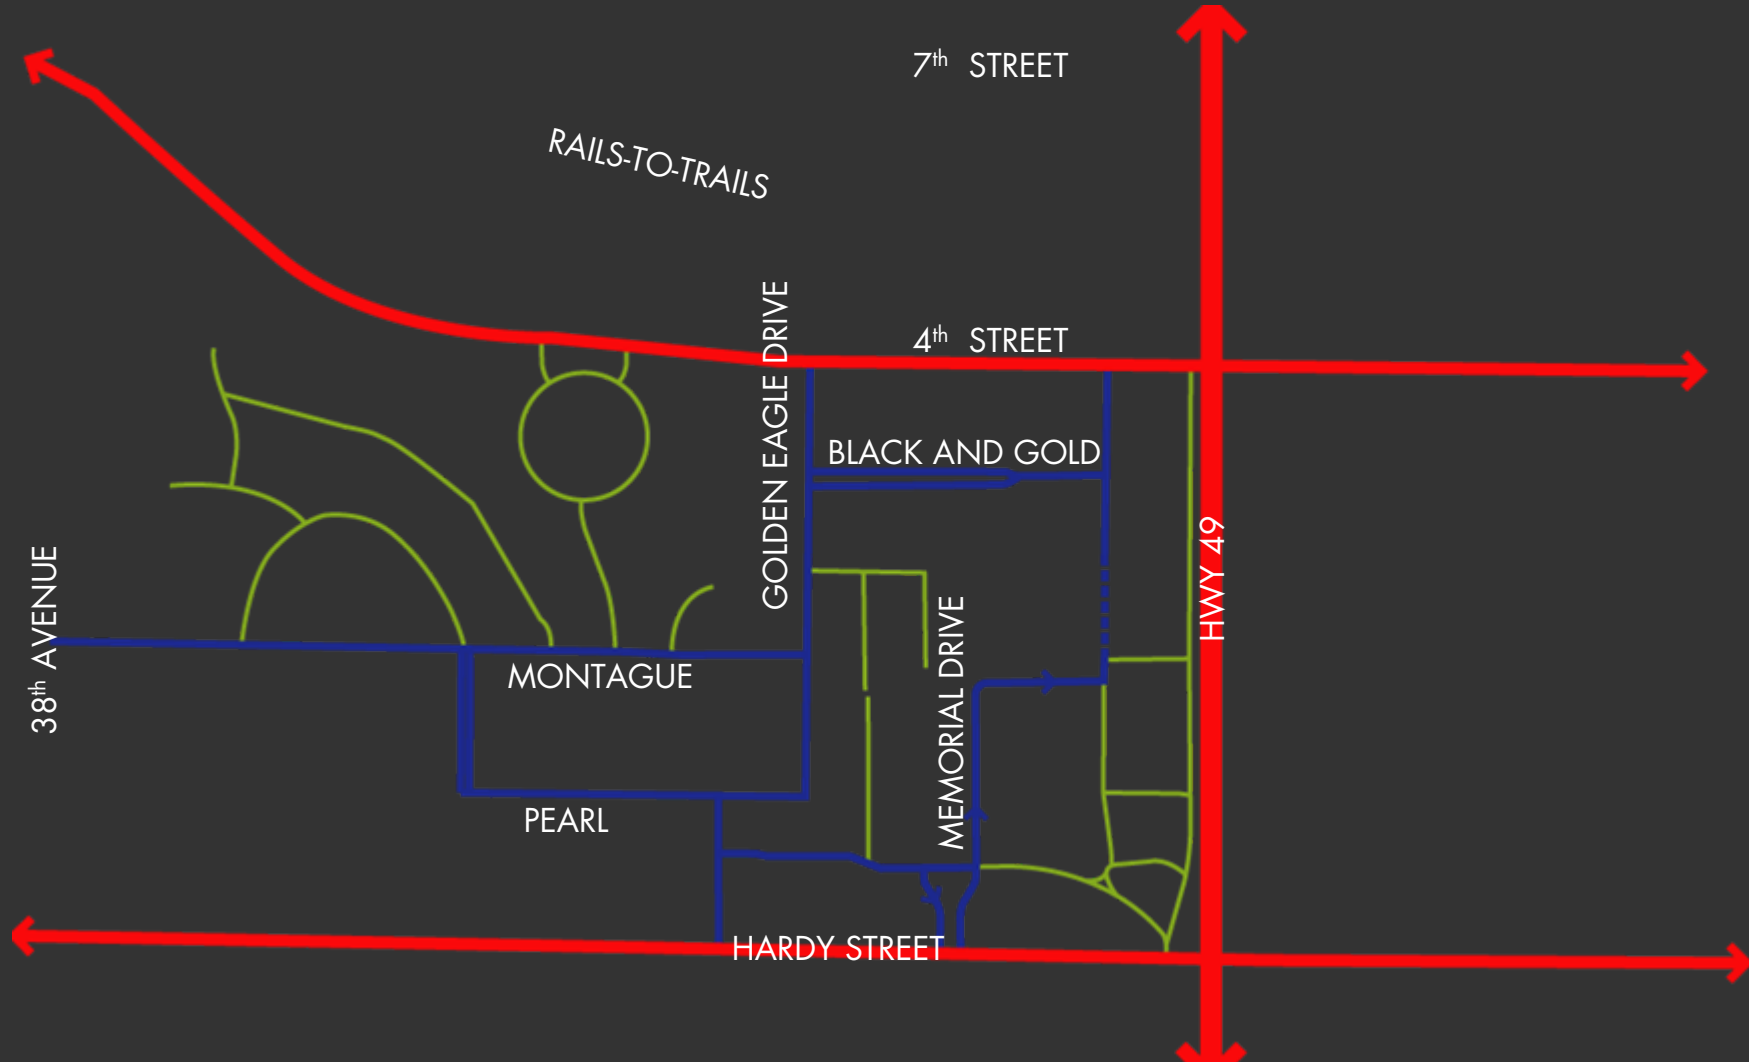 7th STREET
RAILS-TO-TRAILS
4th STREET
GOLDEN EAGLE DRIVE
BLACK AND GOLD
HWY 49
38th AVENUE
MONTAGUE
MEMORIAL DRIVE
PEARL
HARDY STREET